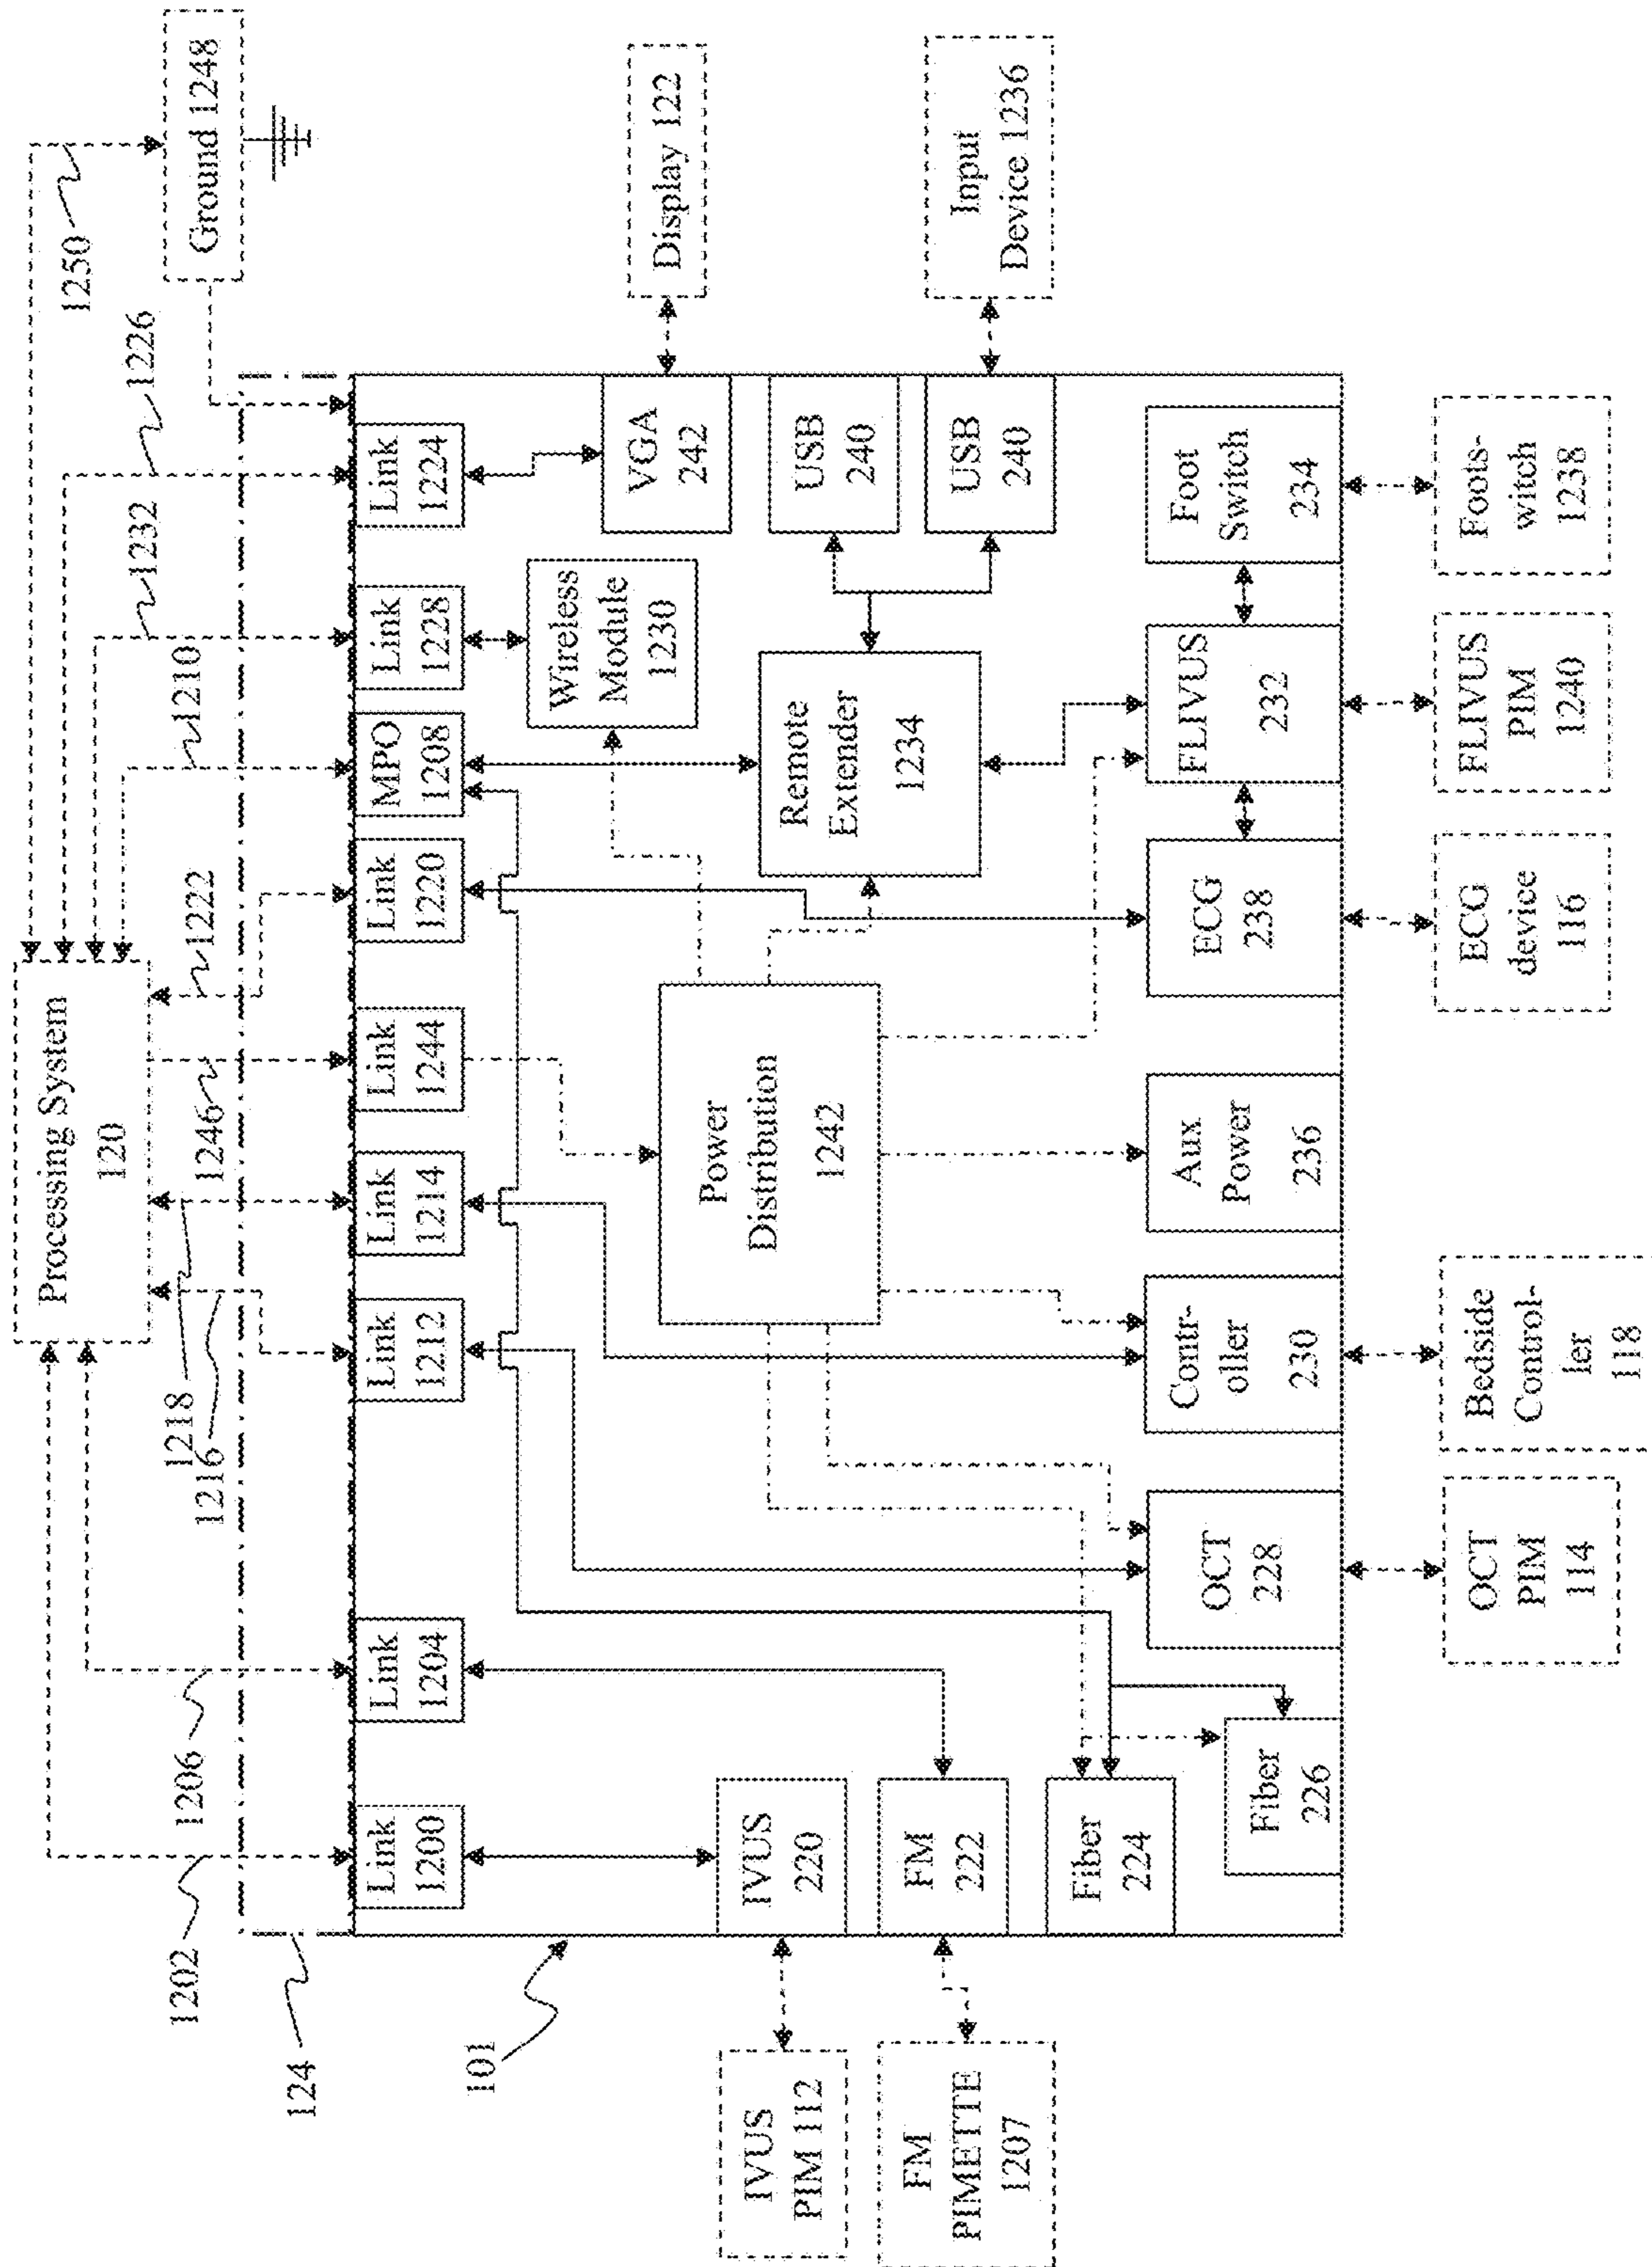 Processing System
120
Ground 1248
1250
1226
1232
1210
1222
1246
1218
1216
1206
1202
124
101
Link
1200
Link
1204
Link
1212
Link
1214
Link
1244
Link
1220
MPO
1208
Link
1228
Link
1224
Wireless
Module
1230
VGA
242
USB
240
USB
240
Display 122
Input
Device 1236
Remote
Extender
1234
Power
Distribution
1242
IVUS
220
FM
222
Fiber
224
Fiber
226
IVUS
PIM 112
FM
PIMETTE
1207
OCT
228
Contr-
oller
230
Aux
Power
236
ECG
238
FLIVUS
232
Foot
Switch
234
OCT
PIM
114
Bedside
Control-
ler
118
ECG
device
116
FLIVUS
PIM
1240
Foots-
witch
1238